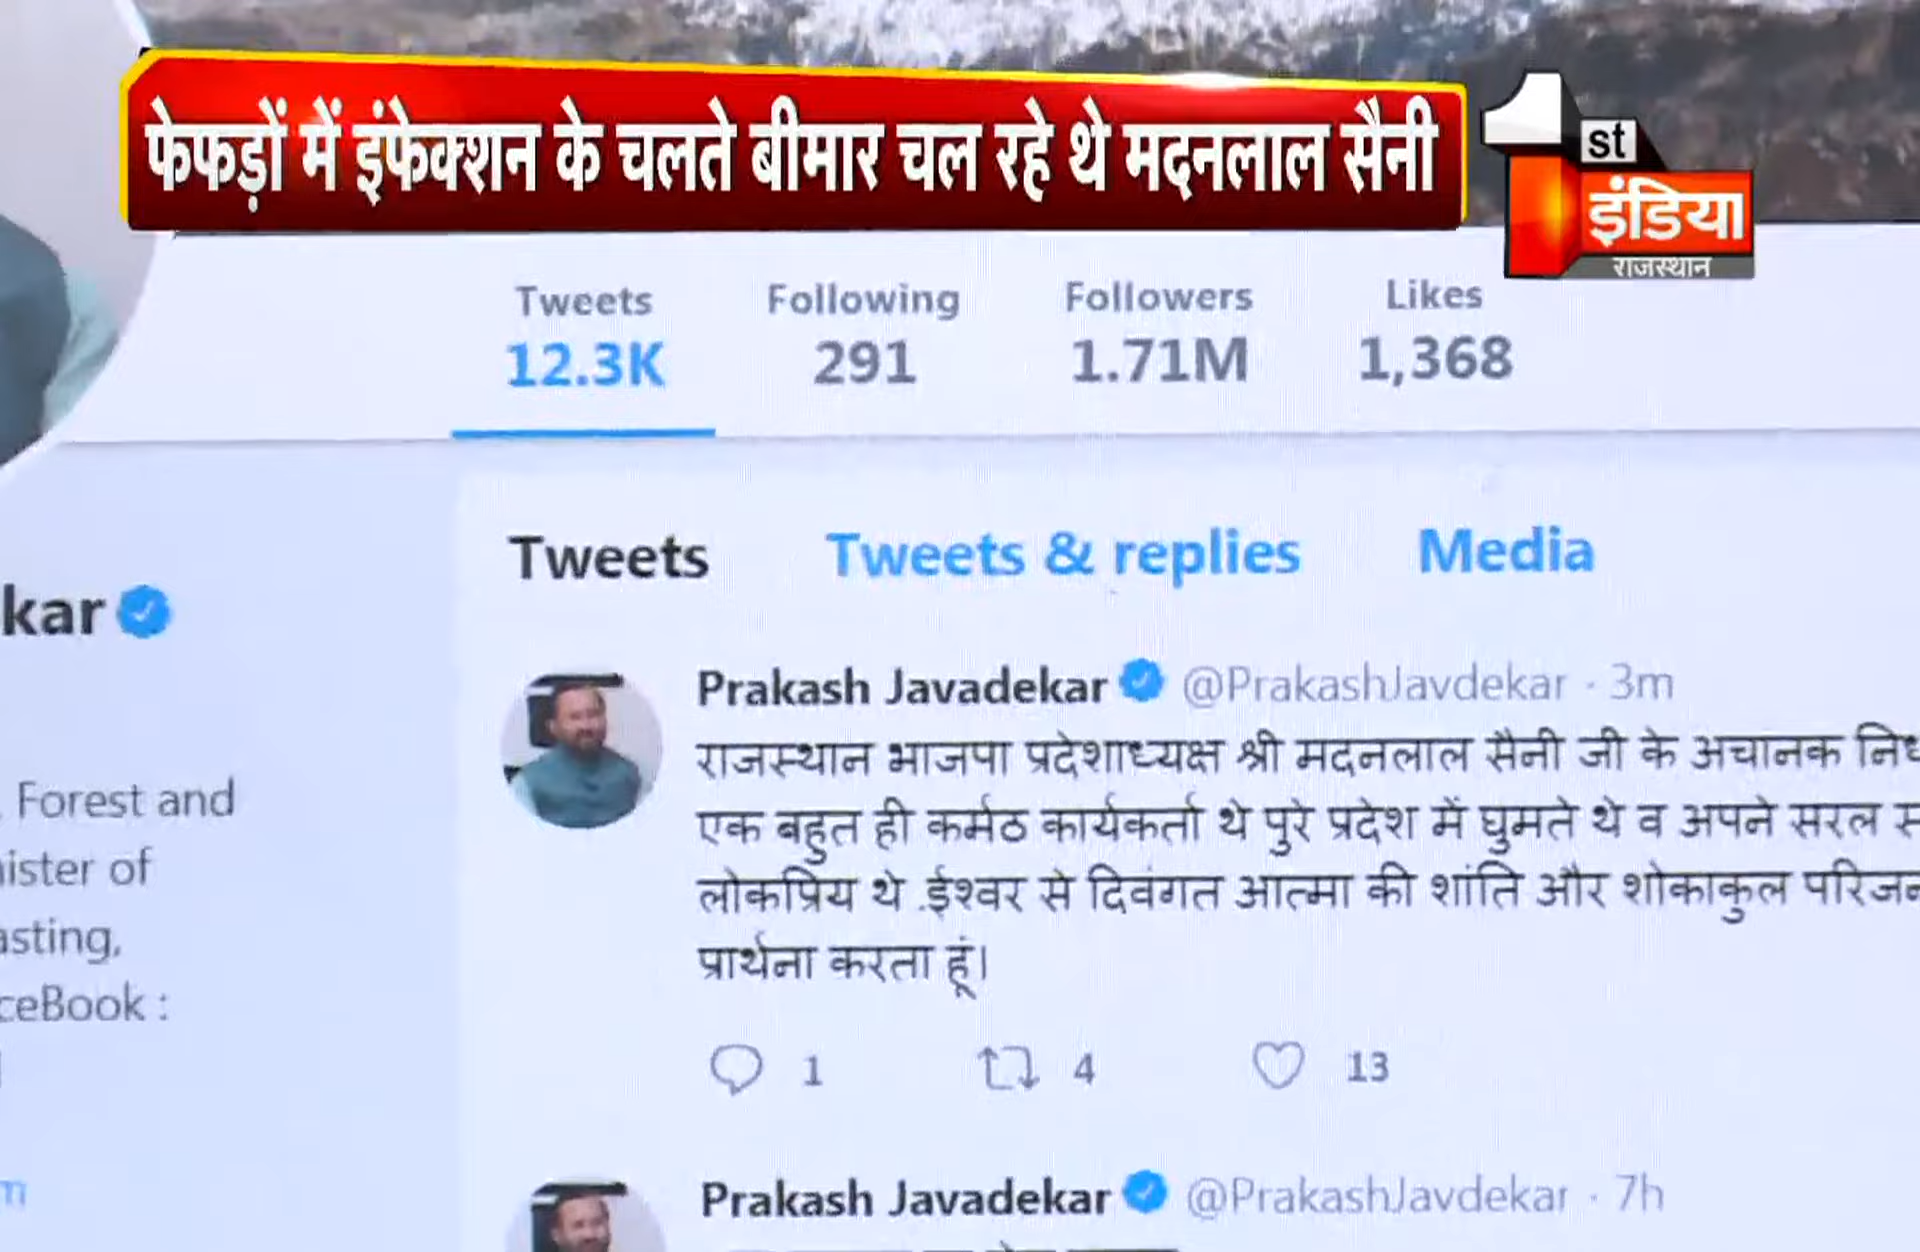 फेफड़ों में इंफेक्शन के चलते बीमार चल रहे थे मदनलाल सैनी
1st
इंडिया
राजस्थान
Tweets Following Followers Likes
12.3K 291 1.71M 1,368
Tweets Tweets & replies Media
kar
Prakash Javadekar @PrakashJavdekar · 3m
राजस्थान भाजपा प्रदेशाध्यक्ष श्री मदनलाल सैनी जी के अचानक
एक बहुत ही कर्मठ कार्यकर्ता थे पुरे प्रदेश में घुमते थे व अपने सरल
लोकप्रिय थे .ईश्वर से दिवंगत आत्मा की शांति और शोकाकुल
प्रार्थना करता हूं।
1 4 13
Forest and
ister of
asting,
ceBook :
Prakash Javadekar @PrakashJavdekar · 7h